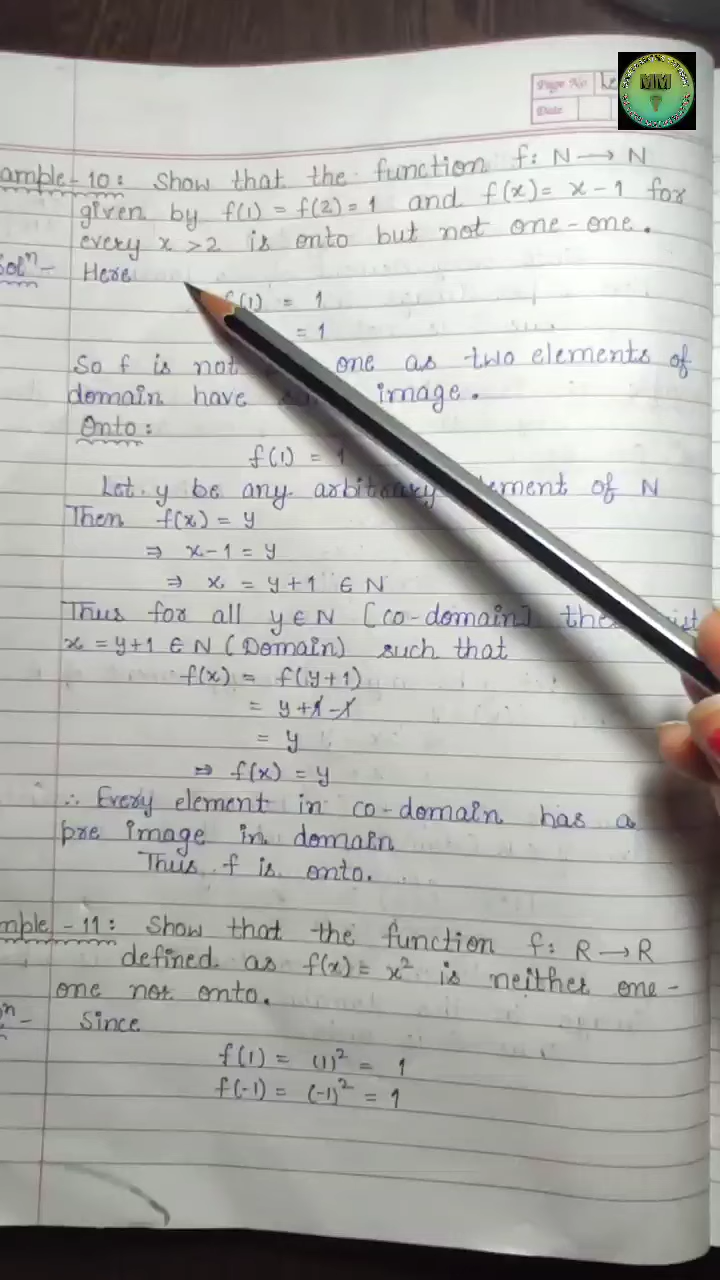 Page No
Date
MM
ample-10: Show that the function f: N → N
given by f(1) = f(2) = 1 and f(x) = x-1 for
every x > 2 is onto but not one-one.
Solⁿ- Here
f(1) = 1
= 1
So f is not one as two elements of
domain have image.
Onto:
f(1) = 1
Let y be any arbitrary element of N
Then f(x) = y
⇒ x-1 = y
⇒ x = y+1 ∈ N
Thus for all y ∈ N [co-domain]
x = y+1 ∈ N (Domain) such that
f(x) = f(y+1)
= y+1-1
= y
⇒ f(x) = y
∴ Every element in co-domain has a
pre image in domain
Thus f is onto.
mple-11: Show that the function f: R → R
defined as f(x) = x² is neither one-
one not onto.
Since
f(1) = (1)² = 1
f(-1) = (-1)² = 1